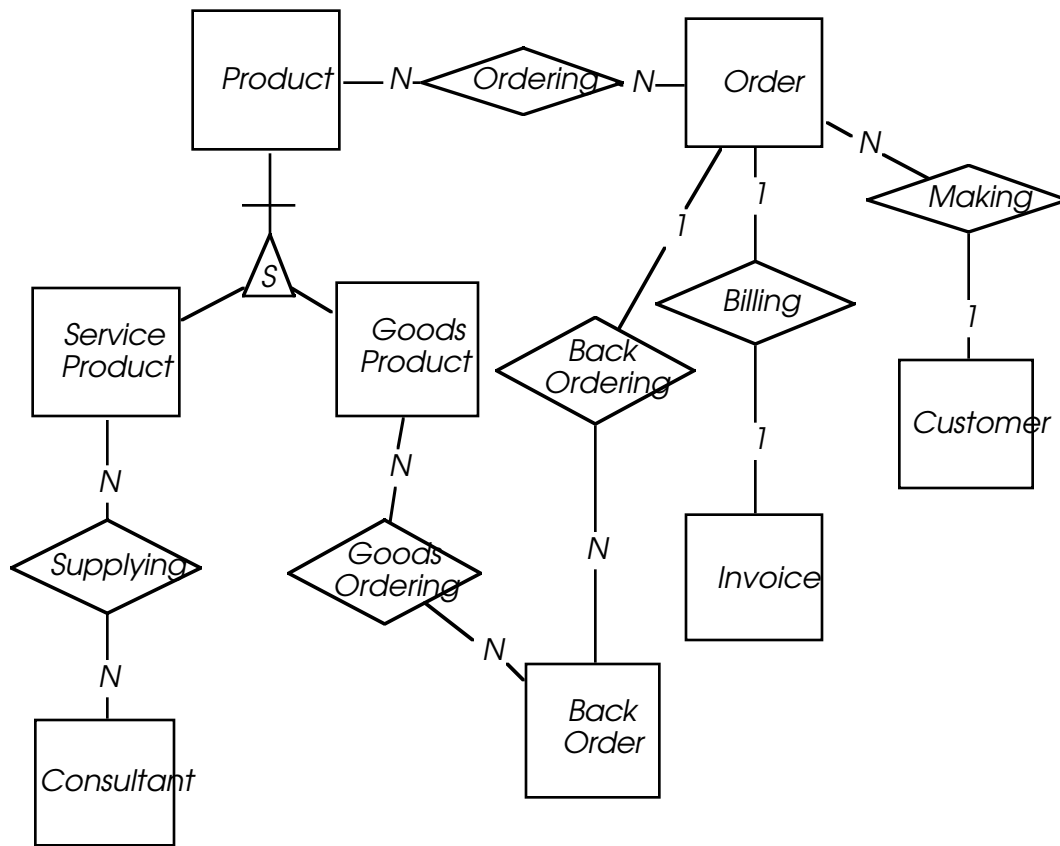 Product
N
Ordering
N
Order
N
Making
1
1
1
S
Service
Product
Goods
Product
Back
Ordering
Billing
1
Customer
N
N
1
N
Supplying
Goods
Ordering
Invoice
N
N
Back
Order
Consultant